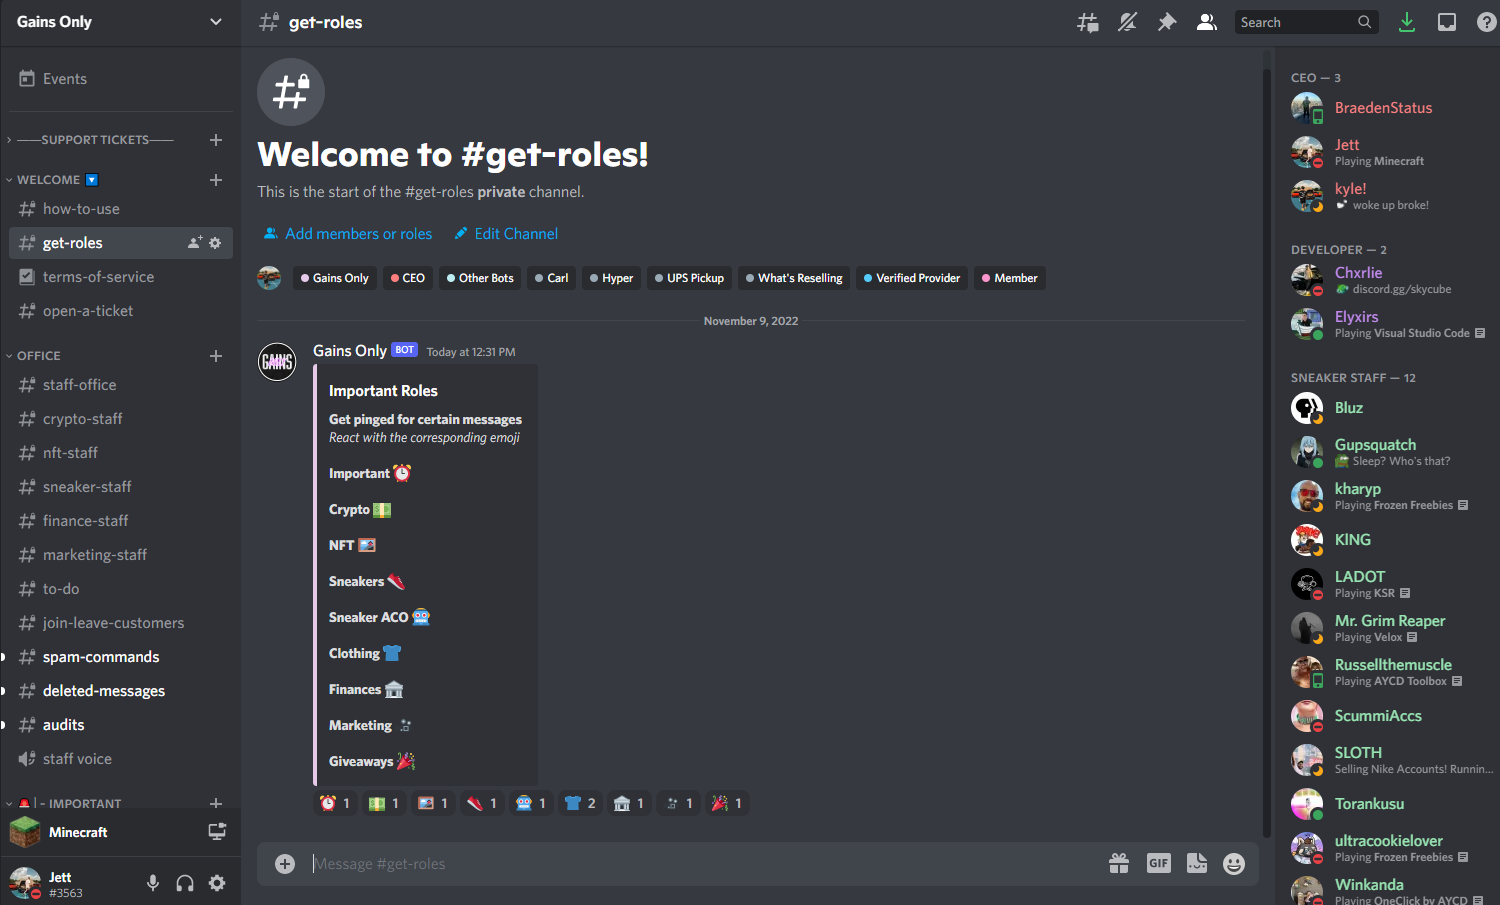 Gains Only
Events
——SUPPORT TICKETS——
WELCOME
how-to-use
get-roles
terms-of-service
open-a-ticket
OFFICE
staff-office
crypto-staff
nft-staff
sneaker-staff
finance-staff
marketing-staff
to-do
join-leave-customers
spam-commands
deleted-messages
audits
staff voice
🚨| - IMPORTANT
Minecraft
Jett
#3563
get-roles
Search
Welcome to #get-roles!
This is the start of the #get-roles private channel.
Add members or roles Edit Channel
Gains Only CEO Other Bots Carl Hyper UPS Pickup What's Reselling Verified Provider Member
November 9, 2022
GAINS
Gains Only BOT Today at 12:31 PM
Important Roles
Get pinged for certain messages
React with the corresponding emoji
Important ⏰
Crypto 💵
NFT 🖼️
Sneakers 👟
Sneaker ACO 🤖
Clothing 👕
Finances 🏦
Marketing
Giveaways 🎉
1 1 1 1 1 2 1 1 1
Message #get-roles
GIF
CEO — 3
BraedenStatus
Jett
Playing Minecraft
kyle!
woke up broke!
DEVELOPER — 2
Chxrlie
discord.gg/skycube
Elyxirs
Playing Visual Studio Code
SNEAKER STAFF — 12
Bluz
Gupsquatch
Sleep? Who's that?
kharyp
Playing Frozen Freebies
KING
LADOT
Playing KSR
Mr. Grim Reaper
Playing Velox
Russellthemuscle
Playing AYCD Toolbox
ScummiAccs
SLOTH
Selling Nike Accounts! Runnin...
Torankusu
ultracookielover
Playing Frozen Freebies
Winkanda
Playing OneClick by AYCD